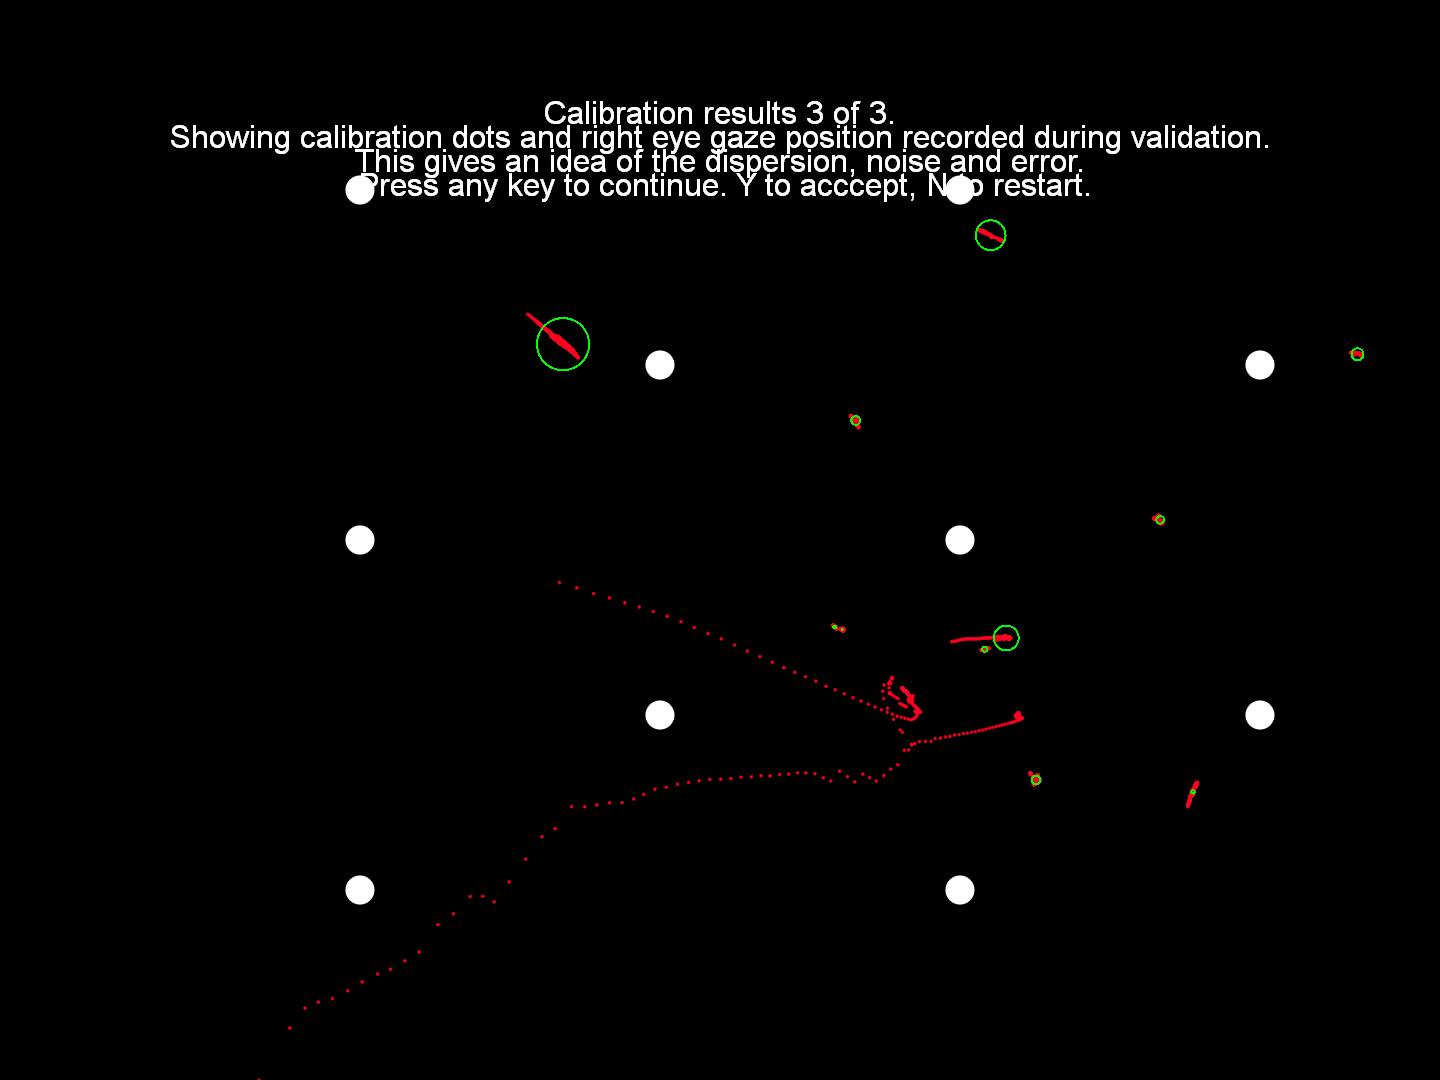 Calibration results 3 of 3.
Showing calibration dots and right eye gaze position recorded during validation.
This gives an idea of the dispersion, noise and error.
Press any key to continue. Y to acccept, N to restart.